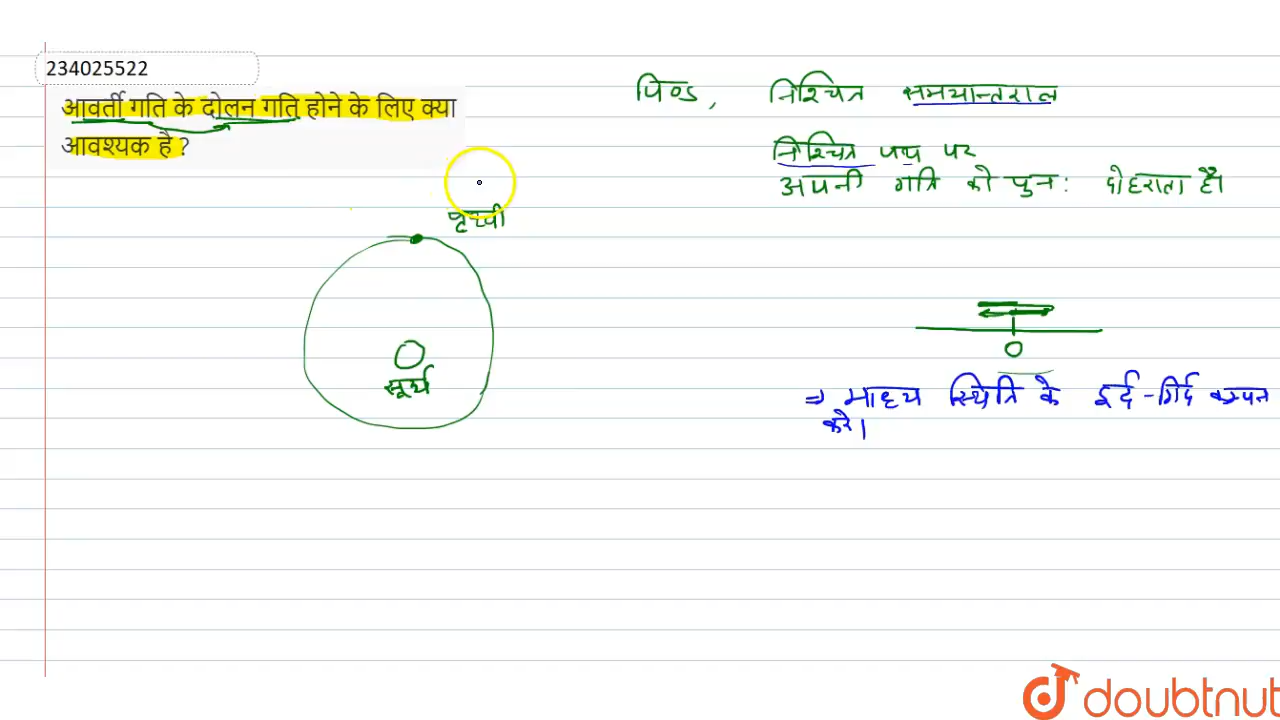 234025522
आवर्ती गति के दोलन गति होने के लिए क्या
आवश्यक है ?
पिण्ड, निश्चित समयान्तराल
निश्चित पथ पर
अपनी गति को पुन: दोहराता है।
पृथ्वी
सूर्य
O
⇒ माध्य स्थिति के इर्द-गिर्द कम्पन
करे।
doubtnut